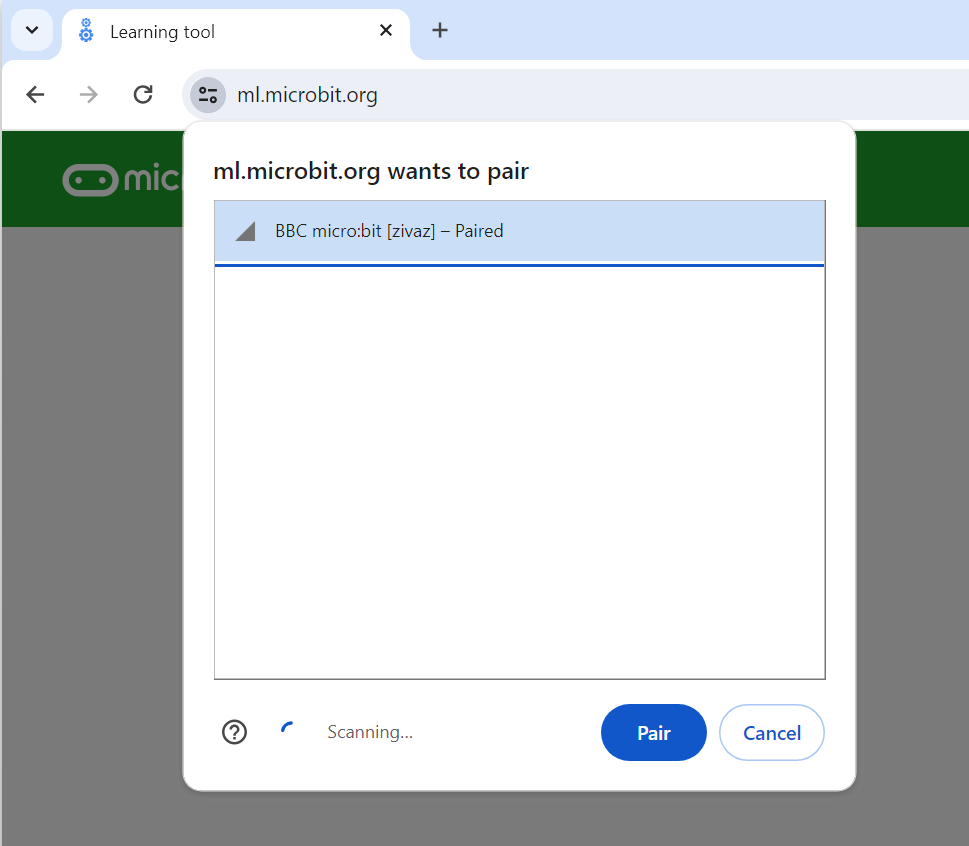 Learning tool
ml.microbit.org
mic
ml.microbit.org wants to pair
BBC micro:bit [zivaz] – Paired
Scanning...
Pair
Cancel